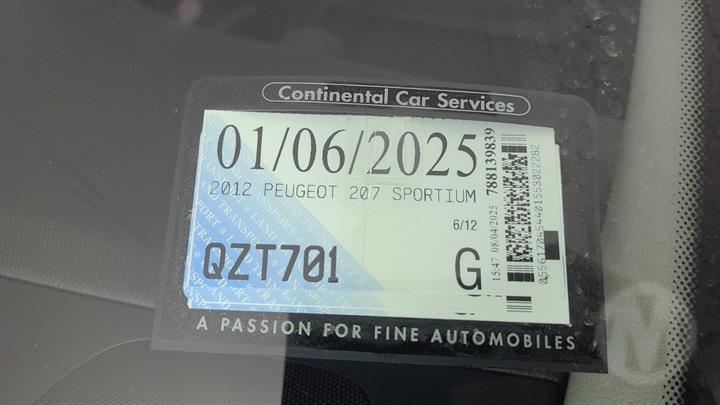 Continental Car Services
01/06/2025
2012 PEUGEOT 207 SPORTIUM
6/12
QZT701
G
15:47 08/04/2025 788139839
A PASSION FOR FINE AUTOMOBILES